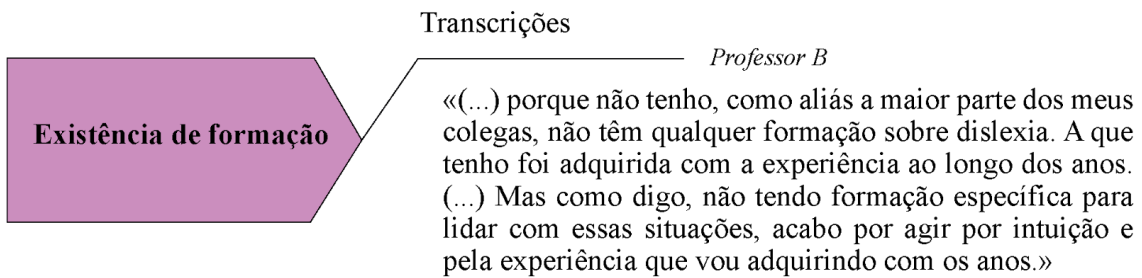 Transcrições
Professor B
Existência de formação
«(...) porque não tenho, como aliás a maior parte dos meus
colegas, não têm qualquer formação sobre dislexia. A que
tenho foi adquirida com a experiência ao longo dos anos.
(...) Mas como digo, não tendo formação específica para
lidar com essas situações, acabo por agir por intuição e
pela experiência que vou adquirindo com os anos.»